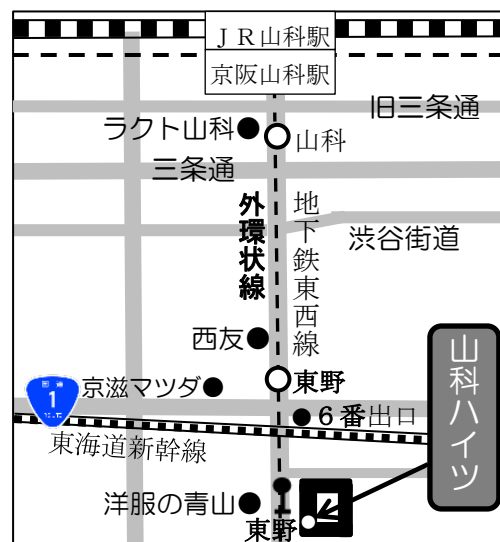 ＪＲ山科駅
京阪山科駅
旧三条通
ラクト山科
山科
三条通
外環状線
地下鉄東西線
渋谷街道
西友
山科ハイツ
東野
1
京滋マツダ
６番出口
東海道新幹線
洋服の青山
東野